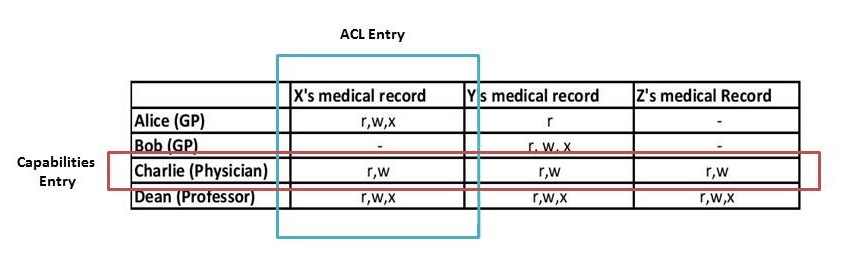 ACL Entry
X's medical record Y's medical record Z's medical Record
Alice (GP) r,w,x r -
Bob (GP) - r, w, x -
Capabilities Entry
Charlie (Physician) r,w r,w r,w
Dean (Professor) r,w,x r,w,x r,w,x